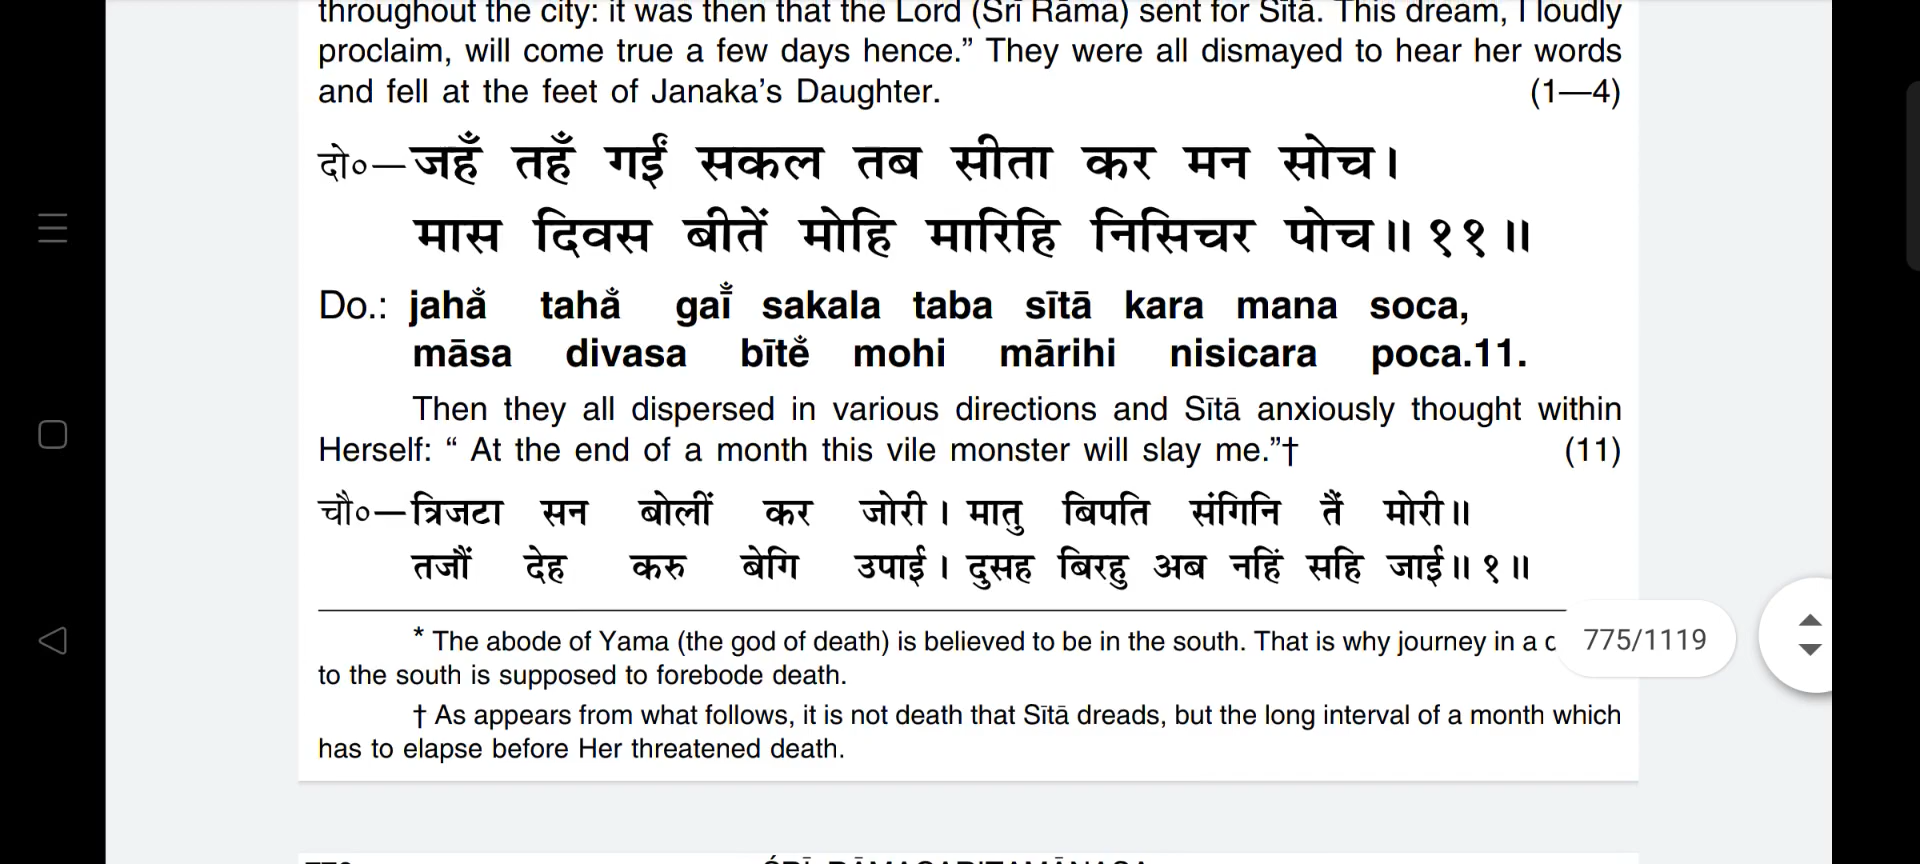 throughout the city: it was then that the Lord (Śrī Rāma) sent for Sītā. This dream, I loudly
proclaim, will come true a few days hence.” They were all dismayed to hear her words
and fell at the feet of Janaka’s Daughter. (1—4)
दो०—जहँ तहँ गईं सकल तब सीता कर मन सोच।
मास दिवस बीतें मोहि मारिहि निसिचर पोच॥ ११॥
Do.: jahå̐ tahå̐ gaī̐ sakala taba sītā kara mana soca,
māsa divasa bīte̐ mohi mārihi nisicara poca.11.
Then they all dispersed in various directions and Sītā anxiously thought within
Herself: “ At the end of a month this vile monster will slay me.”† (11)
चौ०—त्रिजटा सन बोलीं कर जोरी। मातु बिपति संगिनि तैं मोरी॥
तजौं देह करु बेगि उपाई। दुसह बिरहु अब नहिं सहि जाई॥ १॥
* The abode of Yama (the god of death) is believed to be in the south. That is why journey in a
to the south is supposed to forebode death.
775/1119
† As appears from what follows, it is not death that Sītā dreads, but the long interval of a month which
has to elapse before Her threatened death.
ŚRĪ RĀMACARITAMĀNASA